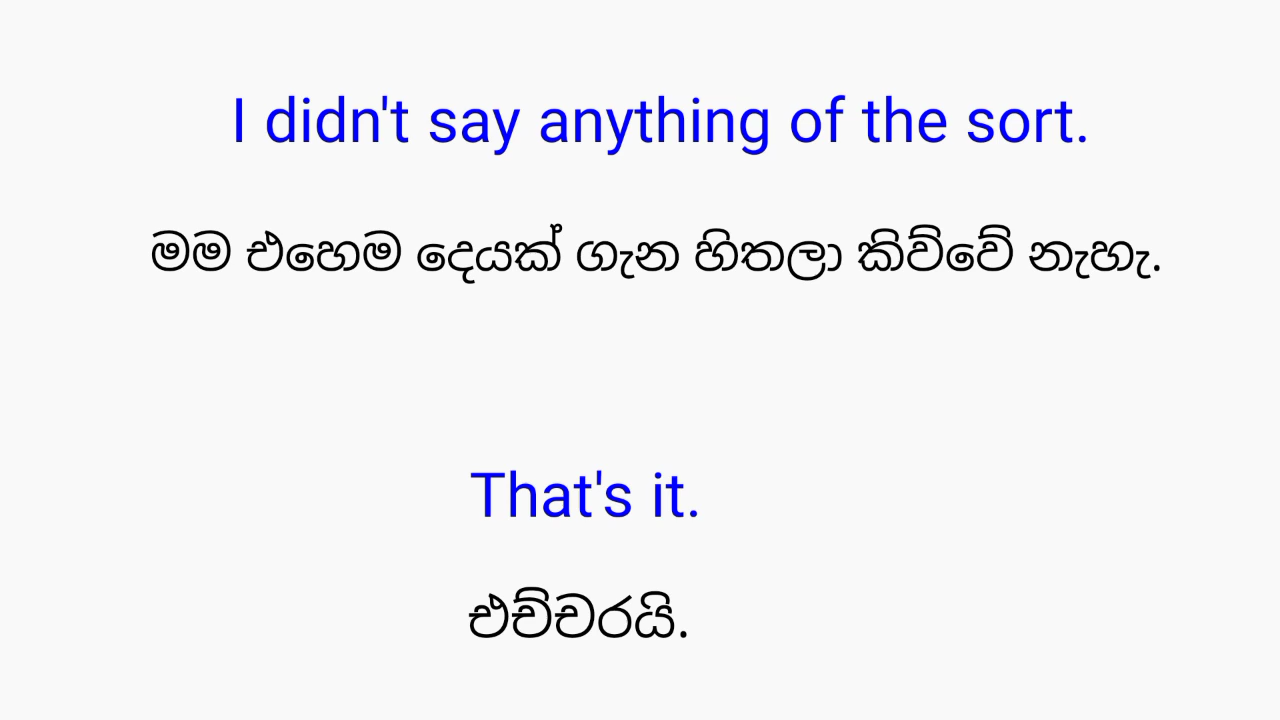 I didn't say anything of the sort.
මම එහෙම දෙයක් ගැන හිතලා කිව්වේ නැහැ.
That's it.
එච්චරයි.